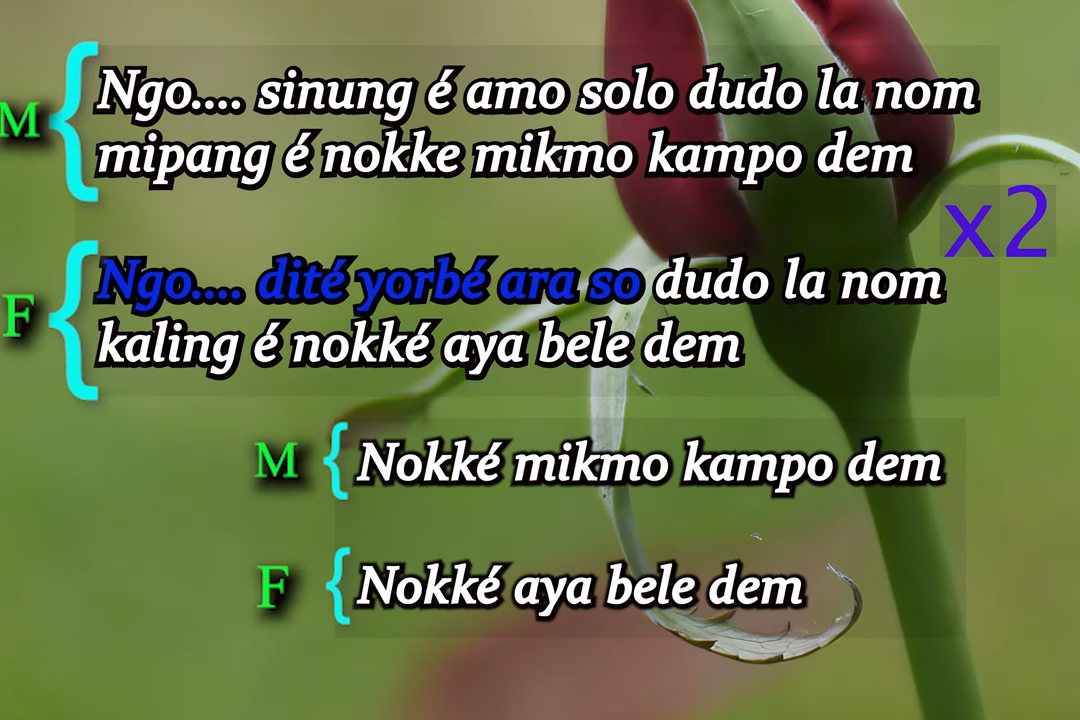 M { Ngo.... sinung é amo solo dudo la nom
mipang é nokke mikmo kampo dem
x2
F { Ngo.... dité yorbé ara so dudo la nom
kaling é nokké aya bele dem
M { Nokké mikmo kampo dem
F { Nokké aya bele dem